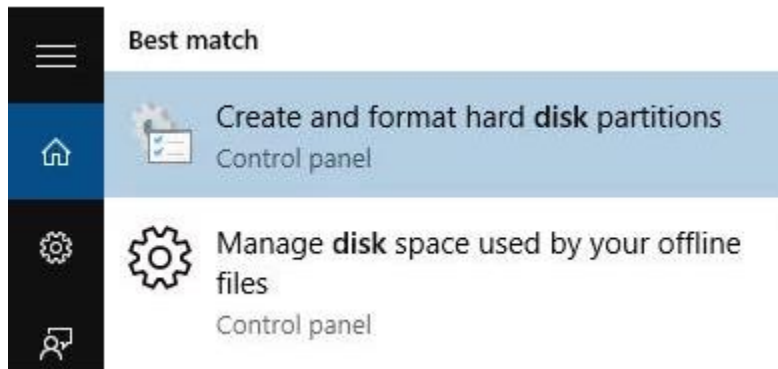 Best match
Create and format hard disk partitions
Control panel
Manage disk space used by your offline
files
Control panel